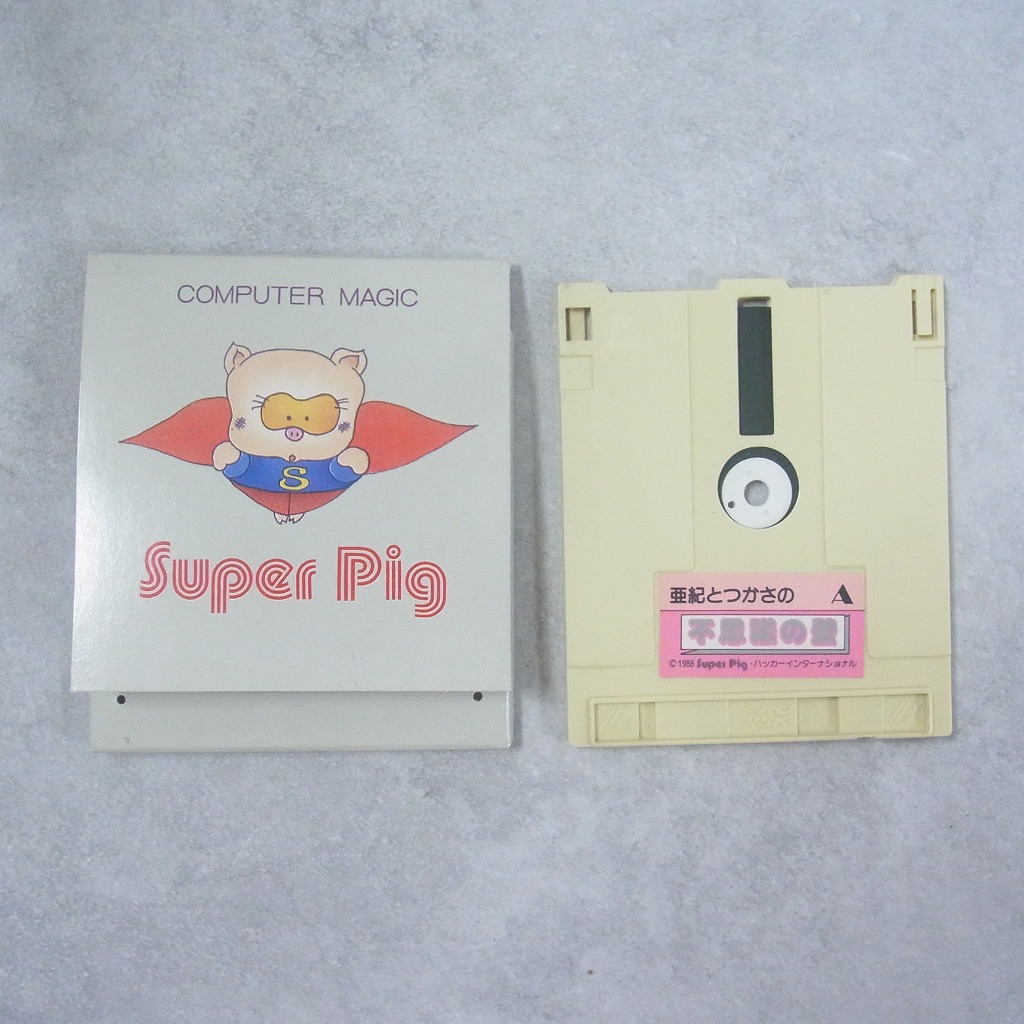 COMPUTER MAGIC
S
Super Pig
亜紀とつかさの
A
不思議の壁
©1988 Super Pig・ハッカーインターナショナル